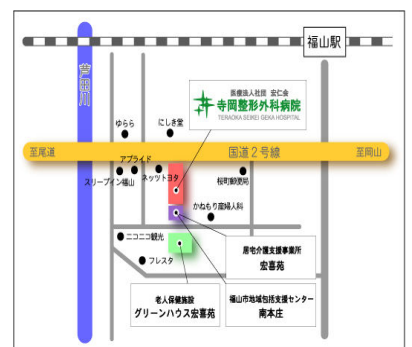 福山駅
芦田川
医療法人社団 宏仁会
寺岡整形外科病院
TERAOKA SEIKEI GEKA HOSPITAL
ゆらら
にしき堂
至尾道
国道2号線
至岡山
アプライド
ネッツトヨタ
スリープイン福山
桜町郵便局
かねもり産婦人科
ニコニコ観光
フレスタ
居宅介護支援事業所
宏喜苑
老人保健施設
グリーンハウス宏喜苑
福山市地域包括支援センター
南本庄